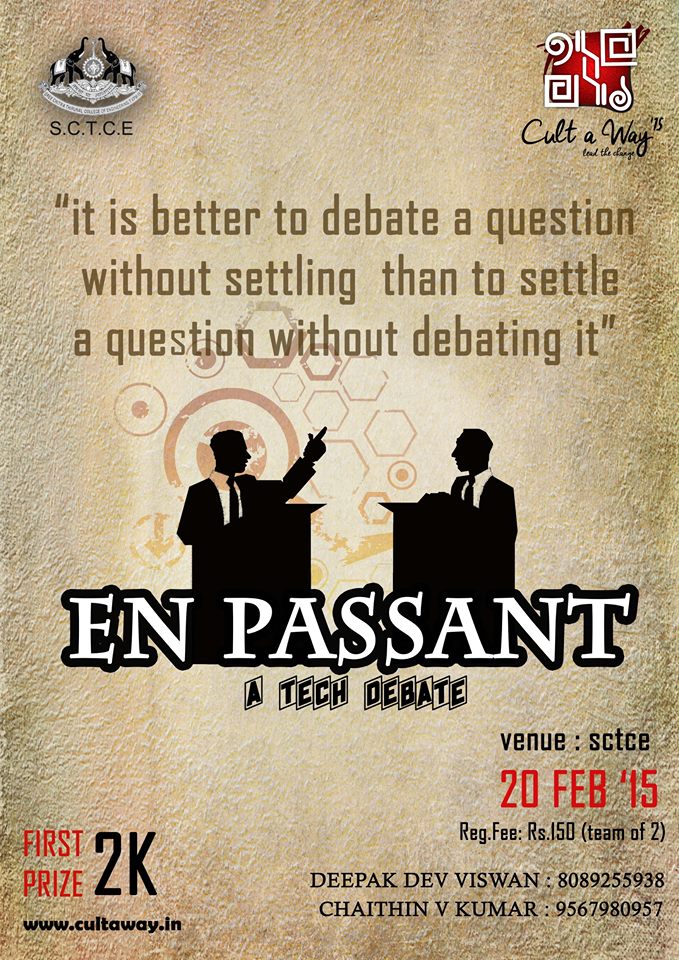 S.C.T.C.E
Cult a Way'15
lead the change
“it is better to debate a question
without settling than to settle
a question without debating it”
EN PASSANT
A TECH DEBATE
venue : sctce
20 FEB '15
Reg.Fee: Rs.150 (team of 2)
FIRST
PRIZE 2K
DEEPAK DEV VISWAN : 8089255938
CHAITHIN V KUMAR : 9567980957
www.cultaway.in